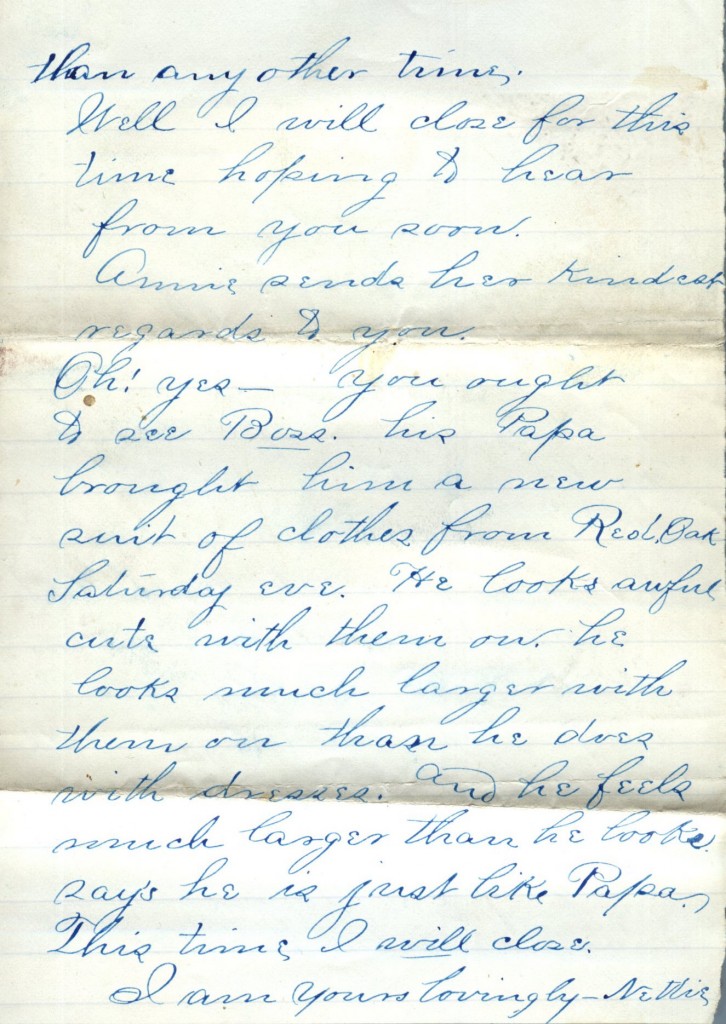 than any other time.
Well I will close for this
time hoping to hear
from you soon.
Annie sends her kindest
regards to you.
Oh! yes — you ought
to see Boss. his Papa
brought him a new
suit of clothes from Red Oak
Saturday eve. He looks awful
cute with them on. he
looks much larger with
them on than he does
with dresses. and he feels
much larger than he looks.
say's he is just like Papa.
This time I will close.
I am yours lovingly – Nettie